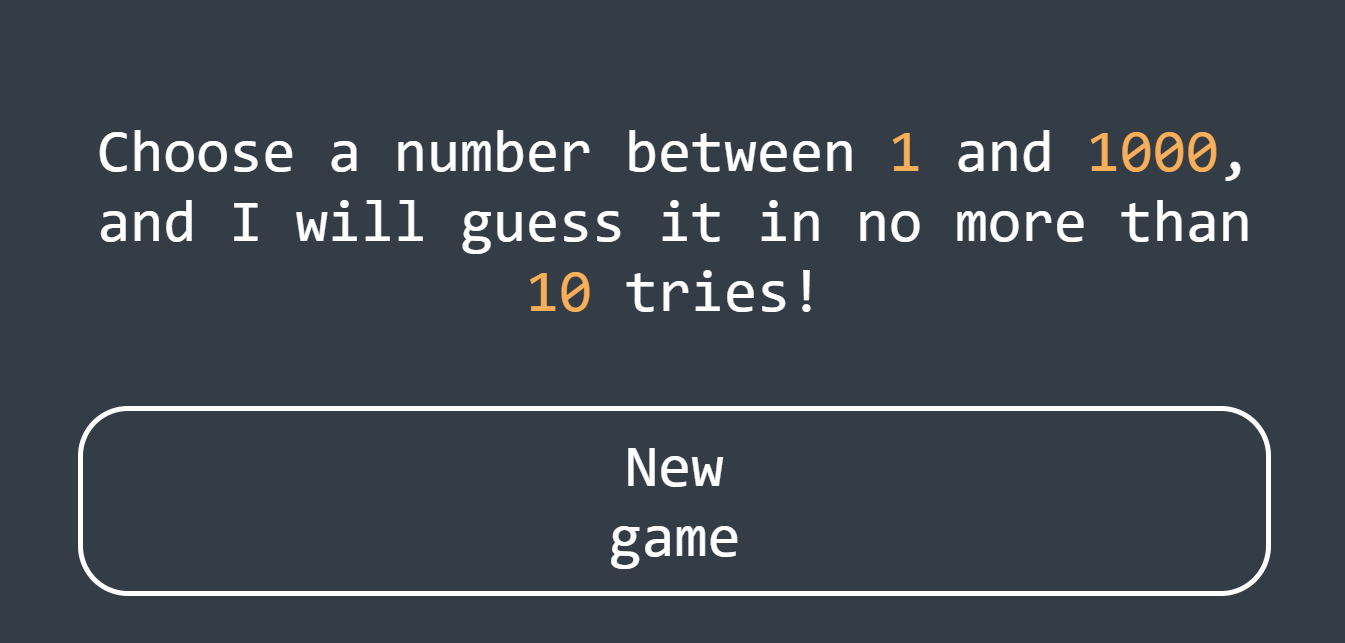 Choose a number between 1 and 1000,
and I will guess it in no more than
10 tries!
New
game